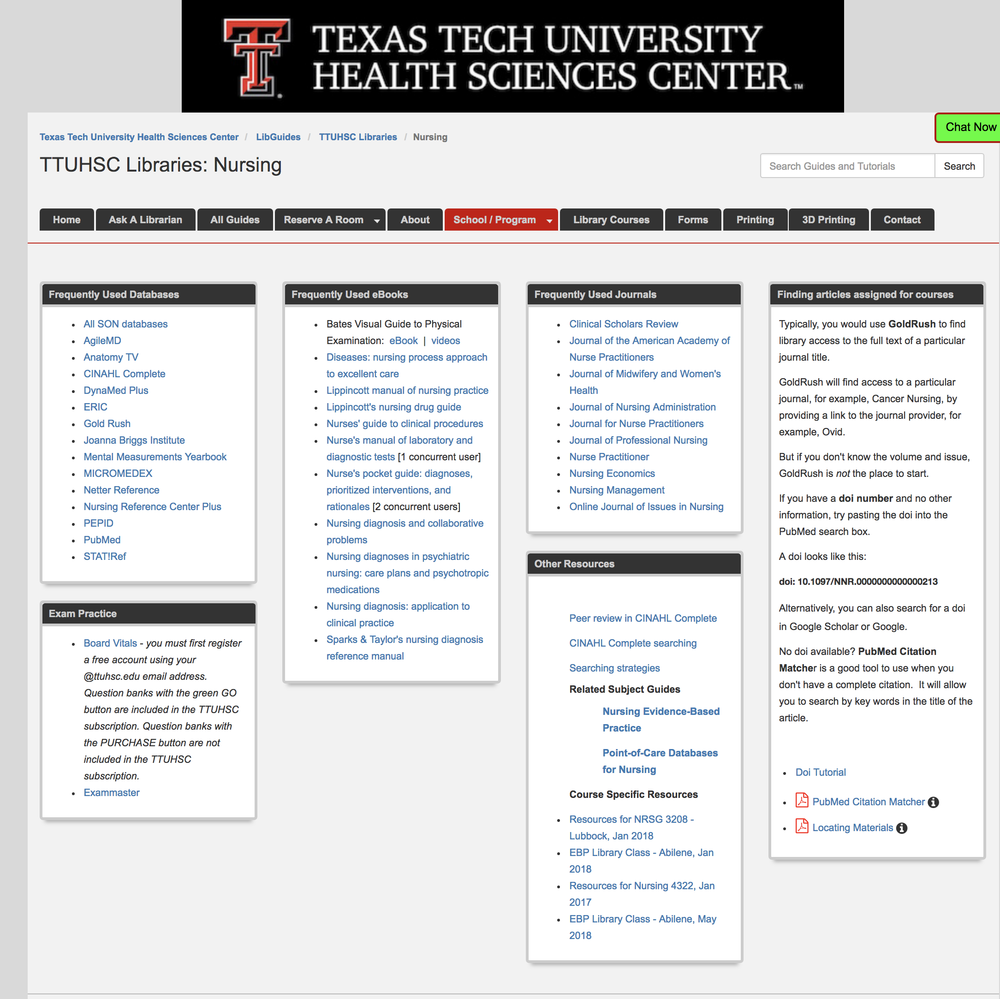 TEXAS TECH UNIVERSITY
HEALTH SCIENCES CENTER™
Chat Now
Texas Tech University Health Sciences Center / LibGuides / TTUHSC Libraries / Nursing
TTUHSC Libraries: Nursing
Search Guides and Tutorials Search
Home Ask A Librarian All Guides Reserve A Room About School / Program Library Courses Forms Printing 3D Printing Contact
Frequently Used Databases
• All SON databases
• AgileMD
• Anatomy TV
• CINAHL Complete
• DynaMed Plus
• ERIC
• Gold Rush
• Joanna Briggs Institute
• Mental Measurements Yearbook
• MICROMEDEX
• Netter Reference
• Nursing Reference Center Plus
• PEPID
• PubMed
• STAT!Ref
Exam Practice
• Board Vitals - you must first register
a free account using your
@ttuhsc.edu email address.
Question banks with the green GO
button are included in the TTUHSC
subscription. Question banks with
the PURCHASE button are not
included in the TTUHSC
subscription.
• Exammaster
Frequently Used eBooks
• Bates Visual Guide to Physical
Examination: eBook | videos
• Diseases: nursing process approach
to excellent care
• Lippincott manual of nursing practice
• Lippincott's nursing drug guide
• Nurses' guide to clinical procedures
• Nurse's manual of laboratory and
diagnostic tests [1 concurrent user]
• Nurse's pocket guide: diagnoses,
prioritized interventions, and
rationales [2 concurrent users]
• Nursing diagnosis and collaborative
problems
• Nursing diagnoses in psychiatric
nursing: care plans and psychotropic
medications
• Nursing diagnosis: application to
clinical practice
• Sparks & Taylor's nursing diagnosis
reference manual
Frequently Used Journals
• Clinical Scholars Review
• Journal of the American Academy of
Nurse Practitioners
• Journal of Midwifery and Women's
Health
• Journal of Nursing Administration
• Journal for Nurse Practitioners
• Journal of Professional Nursing
• Nurse Practitioner
• Nursing Economics
• Nursing Management
• Online Journal of Issues in Nursing
Other Resources
Peer review in CINAHL Complete
CINAHL Complete searching
Searching strategies
Related Subject Guides
Nursing Evidence-Based
Practice
Point-of-Care Databases
for Nursing
Course Specific Resources
• Resources for NRSG 3208 -
Lubbock, Jan 2018
• EBP Library Class - Abilene, Jan
2018
• Resources for Nursing 4322, Jan
2017
• EBP Library Class - Abilene, May
2018
Finding articles assigned for courses
Typically, you would use GoldRush to find
library access to the full text of a particular
journal title.
GoldRush will find access to a particular
journal, for example, Cancer Nursing, by
providing a link to the journal provider, for
example, Ovid.
But if you don't know the volume and issue,
GoldRush is not the place to start.
If you have a doi number and no other
information, try pasting the doi into the
PubMed search box.
A doi looks like this:
doi: 10.1097/NNR.0000000000000213
Alternatively, you can also search for a doi
in Google Scholar or Google.
No doi available? PubMed Citation
Matcher is a good tool to use when you
don't have a complete citation.  It will allow
you to search by key words in the title of the
article.
• Doi Tutorial
• PubMed Citation Matcher
• Locating Materials